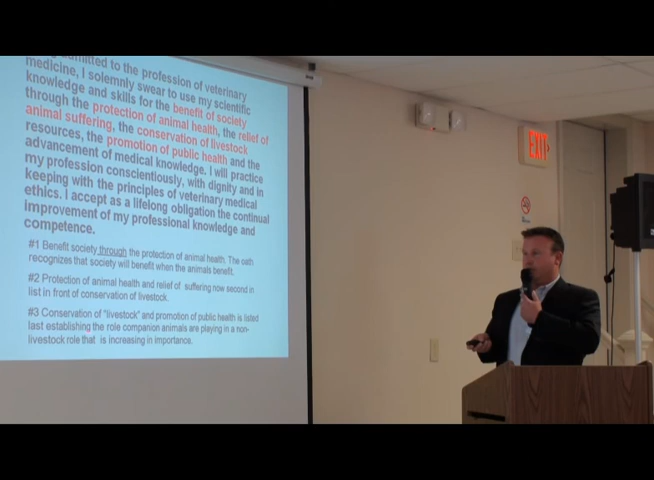 admitted to the profession of veterinary
medicine, I solemnly swear to use my scientific
knowledge and skills for the benefit of society
through the protection of animal health, the relief of
animal suffering, the conservation of livestock
resources, the promotion of public health and the
advancement of medical knowledge. I will practice
my profession conscientiously, with dignity and in
keeping with the principles of veterinary medical
ethics. I accept as a lifelong obligation the continual
improvement of my professional knowledge and
competence.
#1 Benefit society through the protection of animal health. The oath
recognizes that society will benefit when the animals benefit.
#2 Protection of animal health and relief of suffering now second in
list in front of conservation of livestock.
#3 Conservation of "livestock" and promotion of public health is listed
last establishing the role companion animals are playing in a non-
livestock role that is increasing in importance.
EXIT